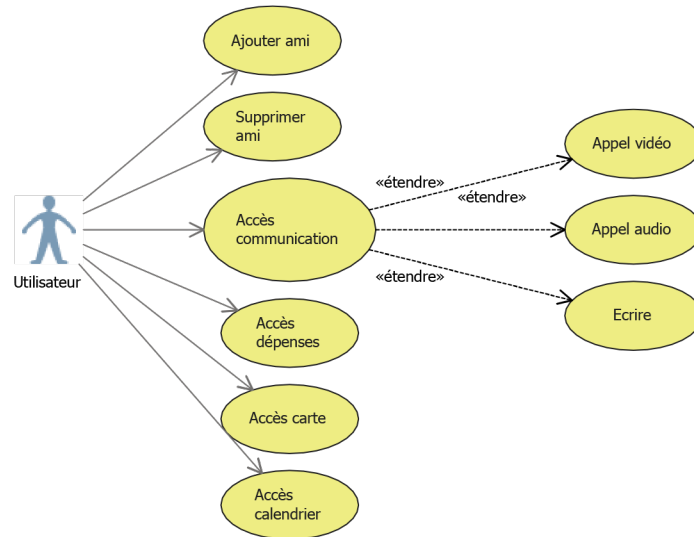 Ajouter ami
Supprimer
ami
Appel vidéo
«étendre»
«étendre»
Accès
communication
Appel audio
Utilisateur
«étendre»
Ecrire
Accès
dépenses
Accès carte
Accès
calendrier